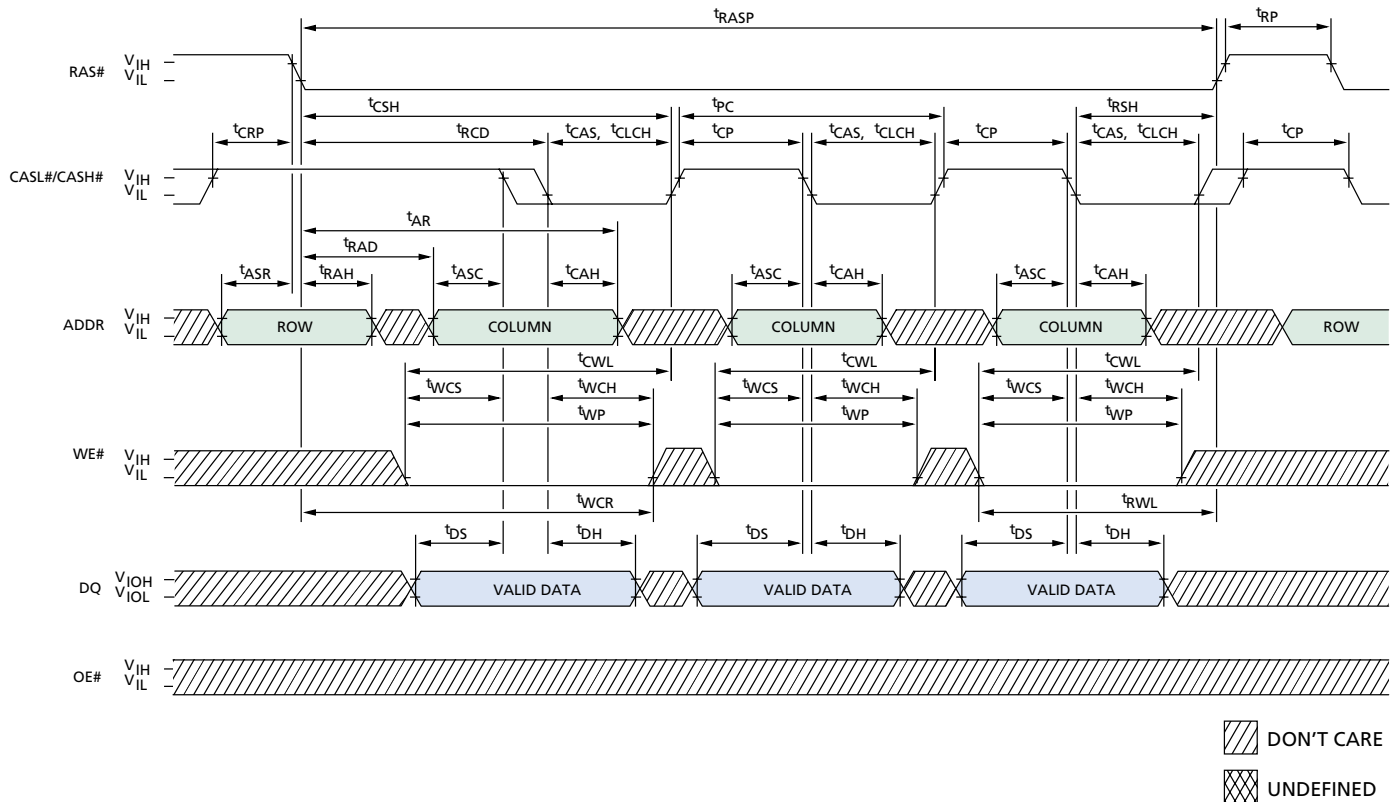 tRASP tRP
RAS# VIH
VIL
tCSH tPC tRSH
tCRP tRCD tCAS, tCLCH tCP tCAS, tCLCH tCP tCAS, tCLCH tCP
CASL#/CASH# VIH
VIL
tAR
tRAD
tASR tRAH tASC tCAH tASC tCAH tASC tCAH
ADDR VIH
VIL
ROW COLUMN COLUMN COLUMN ROW
tCWL tCWL tCWL
tWCS tWCH tWCS tWCH tWCS tWCH
tWP tWP tWP
WE# VIH
VIL
tWCR tRWL
tDS tDH tDS tDH tDS tDH
DQ VIOH
VIOL
VALID DATA VALID DATA VALID DATA
OE# VIH
VIL
DON'T CARE
UNDEFINED